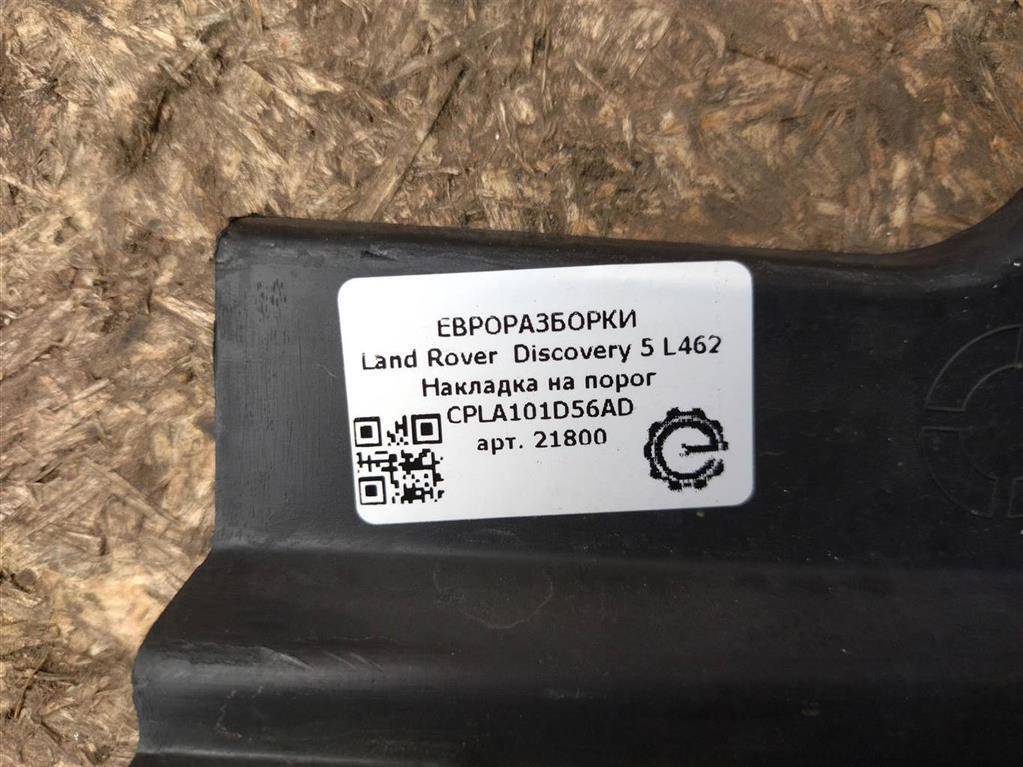 ЕВРОРАЗБОРКИ
Land Rover Discovery 5 L462
Накладка на порог
CPLA101D56AD
арт. 21800